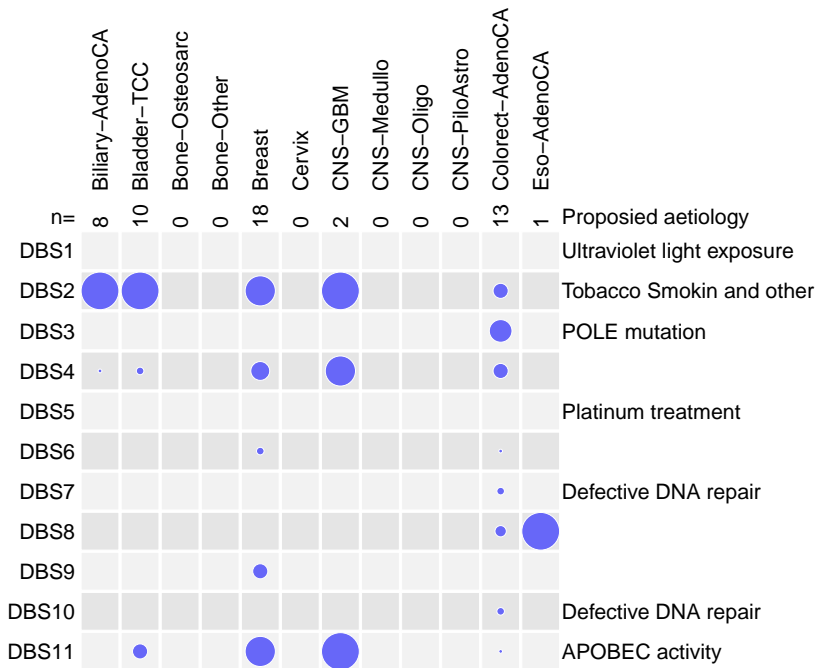 Biliary−AdenoCA
Bladder−TCC
Bone−Osteosarc
Bone−Other
Breast
Cervix
CNS−GBM
CNS−Medullo
CNS−Oligo
CNS−PiloAstro
Colorect−AdenoCA
Eso−AdenoCA
n= 8 10 0 0 18 0 2 0 0 0 13 1 Proposied aetiology
DBS1 Ultraviolet light exposure
DBS2 Tobacco Smokin and other
DBS3 POLE mutation
DBS4
DBS5 Platinum treatment
DBS6
DBS7 Defective DNA repair
DBS8
DBS9
DBS10 Defective DNA repair
DBS11 APOBEC activity